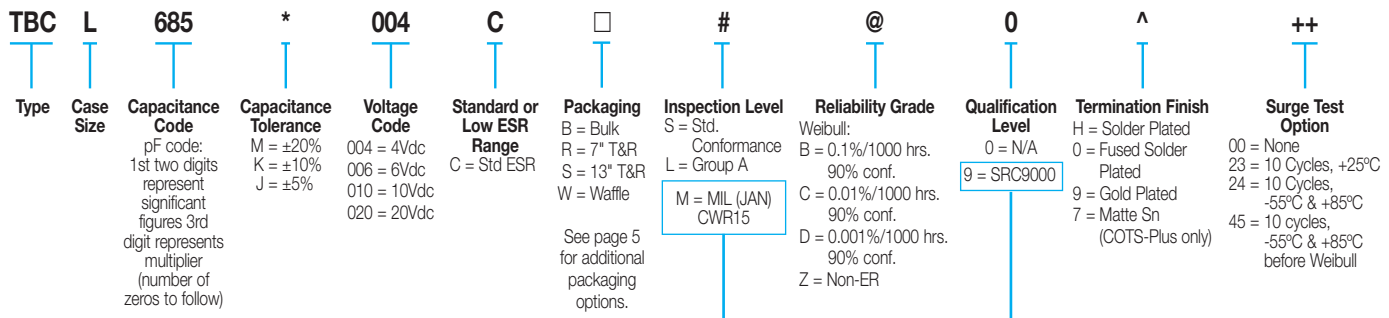 TBC L 685 * 004 C □ # @ 0 ^ ++
Type
Case
Size
Capacitance
Code
pF code:
1st two digits
represent
significant
figures 3rd
digit represents
multiplier
(number of
zeros to follow)
Capacitance
Tolerance
M = ±20%
K = ±10%
J = ±5%
Voltage
Code
004 = 4Vdc
006 = 6Vdc
010 = 10Vdc
020 = 20Vdc
Standard or
Low ESR
Range
C = Std ESR
Packaging
B = Bulk
R = 7" T&R
S = 13" T&R
W = Waffle
See page 5
for additional
packaging
options.
Inspection Level
S = Std.
Conformance
L = Group A
M = MIL (JAN)
CWR15
Reliability Grade
Weibull:
B = 0.1%/1000 hrs.
90% conf.
C = 0.01%/1000 hrs.
90% conf.
D = 0.001%/1000 hrs.
90% conf.
Z = Non-ER
Qualification
Level
0 = N/A
9 = SRC9000
Termination Finish
H = Solder Plated
0 = Fused Solder
Plated
9 = Gold Plated
7 = Matte Sn
(COTS-Plus only)
Surge Test
Option
00 = None
23 = 10 Cycles, +25ºC
24 = 10 Cycles,
-55ºC & +85ºC
45 = 10 cycles,
-55ºC & +85ºC
before Weibull